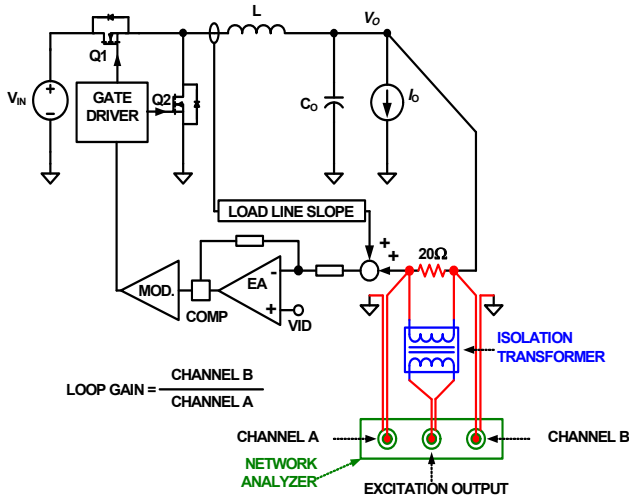 L
Vo
Q1
VIN
GATE
DRIVER
Q2
Co
Io
LOAD LINE SLOPE
20Ω
MOD.
COMP
EA
VID
ISOLATION
TRANSFORMER
LOOP GAIN = CHANNEL B
CHANNEL A
CHANNEL A
CHANNEL B
NETWORK
ANALYZER
EXCITATION OUTPUT